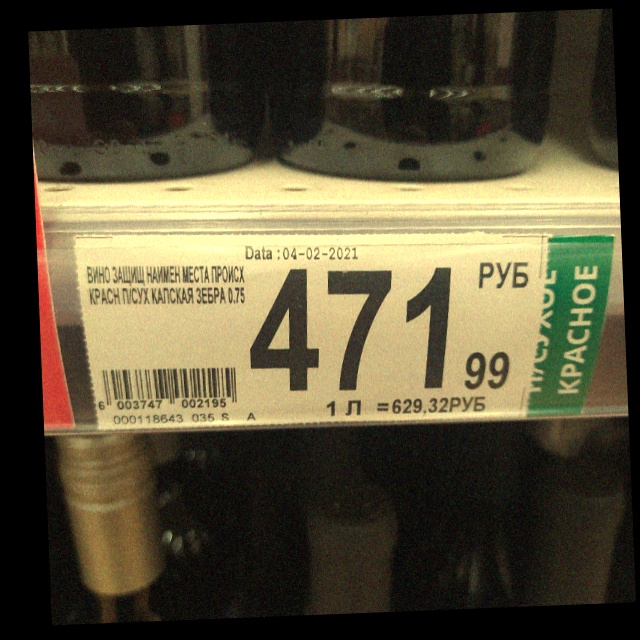 Data : 04-02-2021
ВИНО ЗАЩИЩ НАИМЕН МЕСТА ПРОИСХ
КРАСН П/СУХ КАПСКАЯ ЗЕБРА 0.75
471 99 РУБ
6 003747 002195
000118643 035 S A
1 Л =629,32РУБ
П/СУХОЕ
КРАСНОЕ